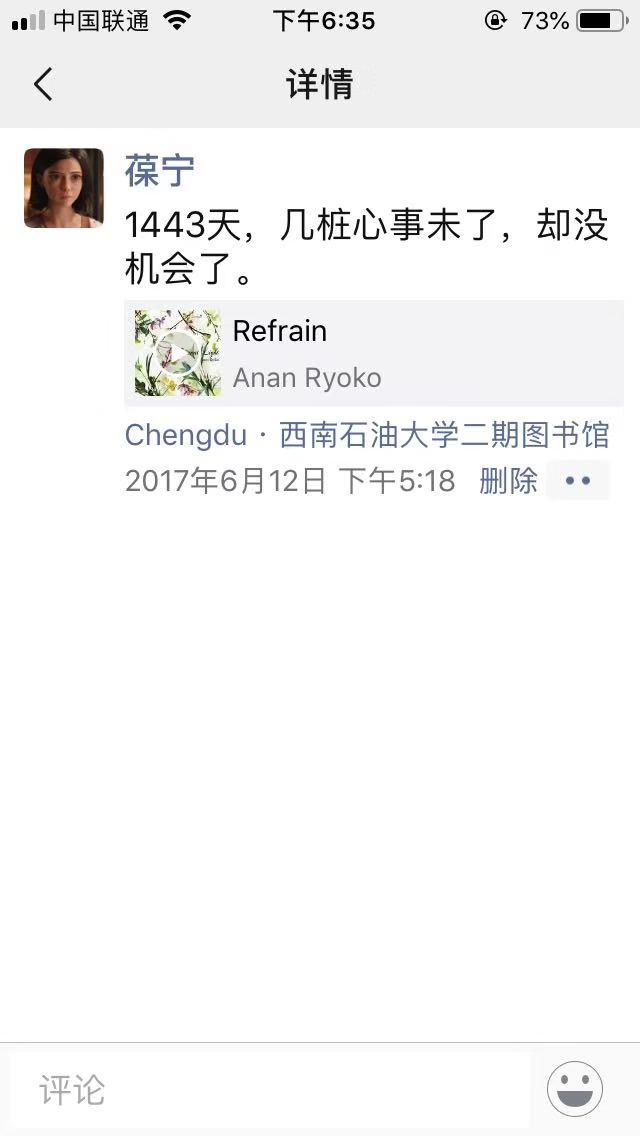 中国联通
下午6:35
73%
详情
葆宁
1443天，几桩心事未了，却没
机会了。
Refrain
Anan Ryoko
Chengdu · 西南石油大学二期图书馆
2017年6月12日 下午5:18 删除
评论